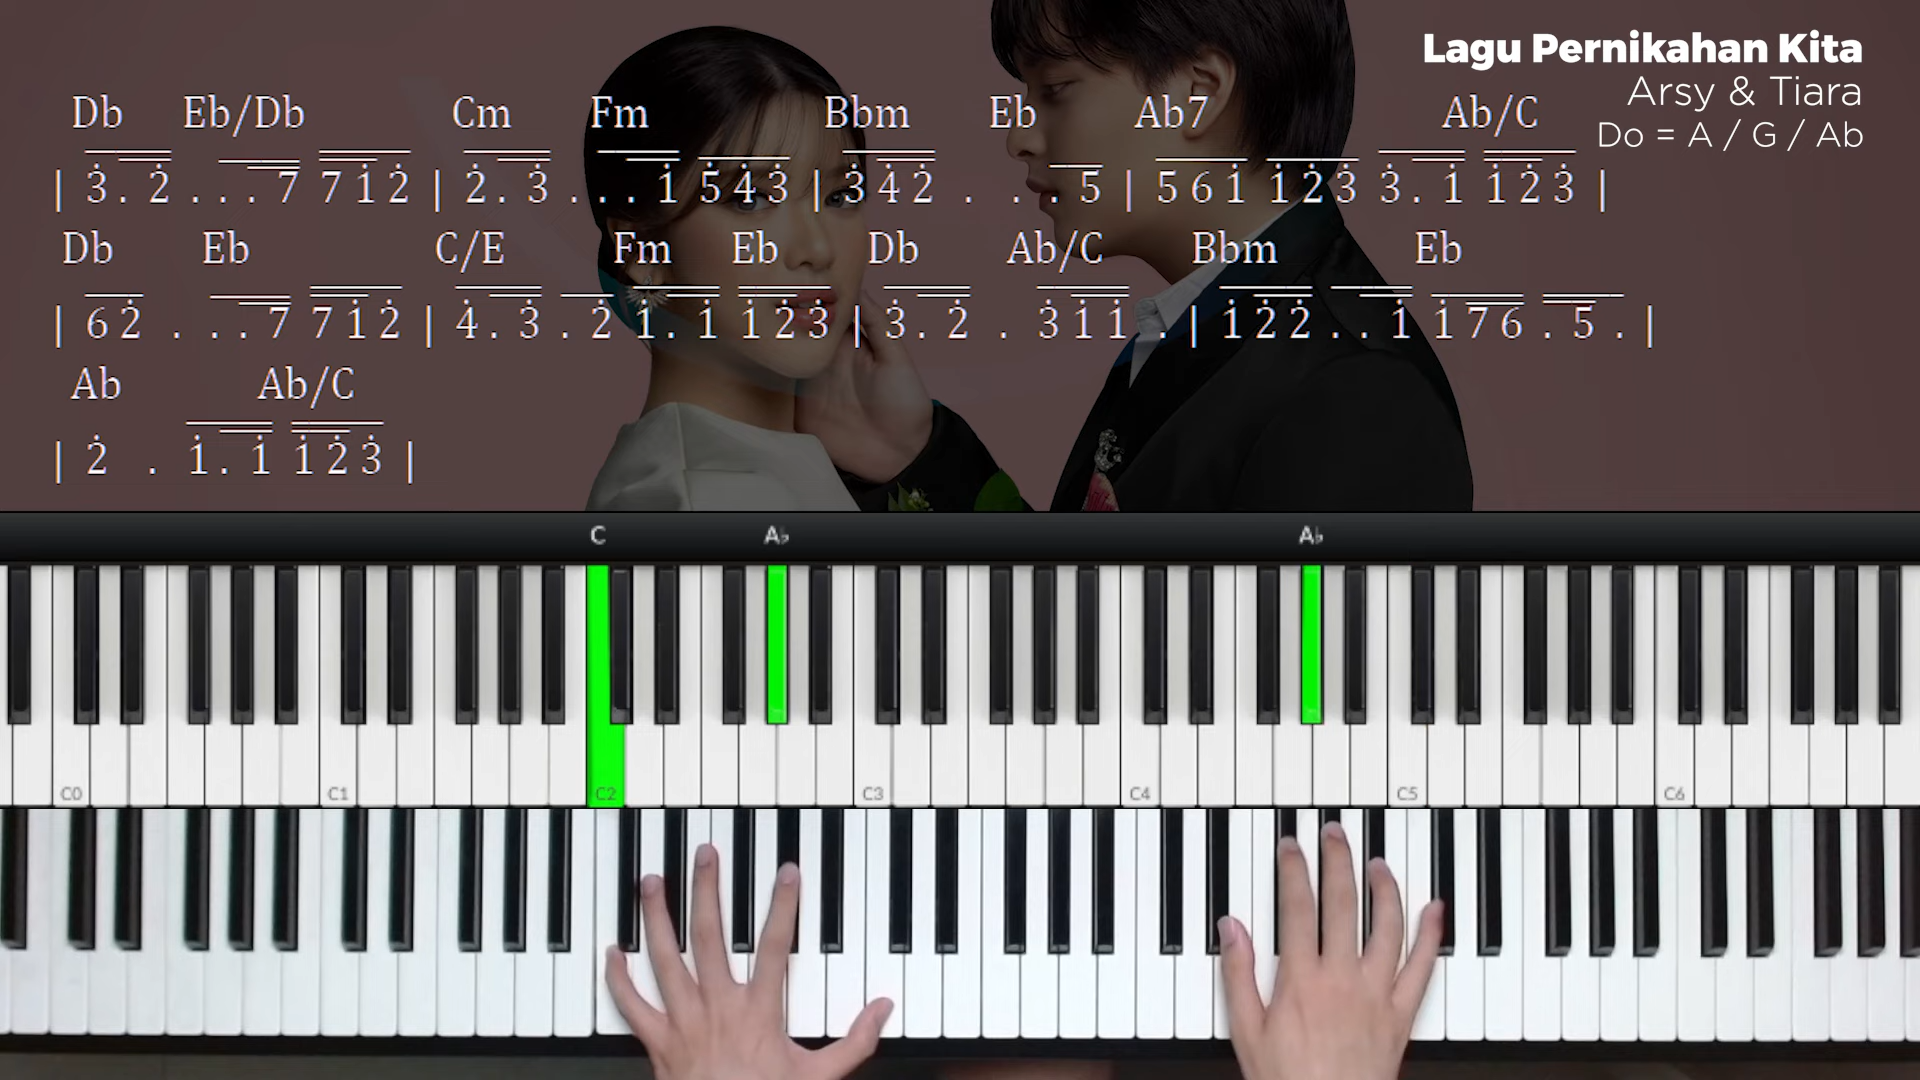 Lagu Pernikahan Kita
Arsy & Tiara
Do = A / G / Ab
Db Eb/Db Cm Fm Bbm Eb Ab7 Ab/C
| 3̇ . 2̇ . . . 7 7 1̇ 2̇ | 2̇ . 3̇ . . . 1̇ 5̇ 4̇ 3̇ | 3̇ 4̇ 2̇ . . . 5 | 5 6 1̇ 1̇ 2̇ 3̇ 3̇ . 1̇ 1̇ 2̇ 3̇ |
Db Eb C/E Fm Eb Db Ab/C Bbm Eb
| 6 2̇ . . . 7 7 1̇ 2̇ | 4̇ . 3̇ . 2̇ 1̇ . 1̇ 1̇ 2̇ 3̇ | 3̇ . 2̇ . 3̇ 1̇ 1̇ . | 1̇ 2̇ 2̇ . . 1̇ 1̇ 7 6 . 5 . |
Ab Ab/C
| 2̇ . 1̇ . 1̇ 1̇ 2̇ 3̇ |
C A♭ A♭
C0 C1 C2 C3 C4 C5 C6